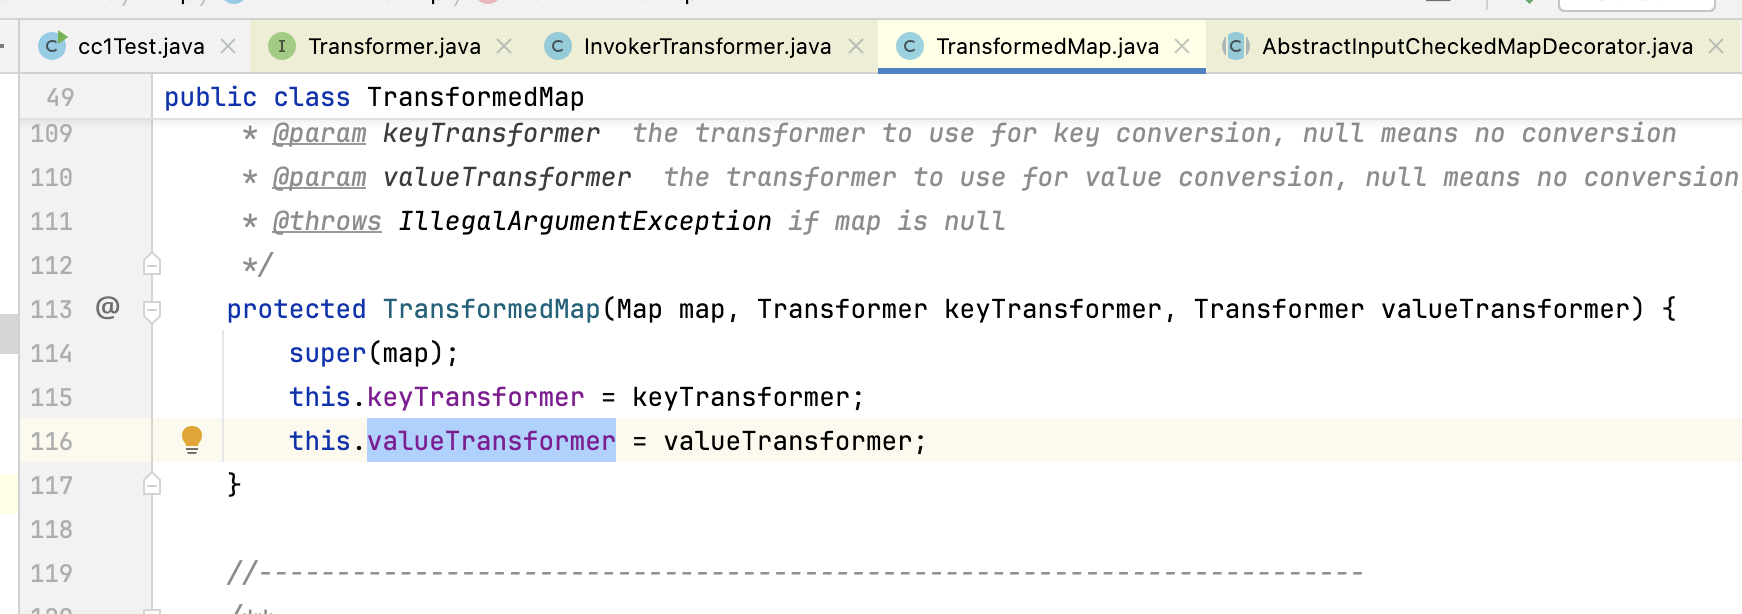 cc1Test.java
Transformer.java
InvokerTransformer.java
TransformedMap.java
AbstractInputCheckedMapDecorator.java
49 public class TransformedMap
109 * @param keyTransformer  the transformer to use for key conversion, null means no conversion
110 * @param valueTransformer  the transformer to use for value conversion, null means no conversion
111 * @throws IllegalArgumentException if map is null
112 */
113 @ protected TransformedMap(Map map, Transformer keyTransformer, Transformer valueTransformer) {
114 super(map);
115 this.keyTransformer = keyTransformer;
116 this.valueTransformer = valueTransformer;
117 }
118
119 //-----------------------------------------------------------------------